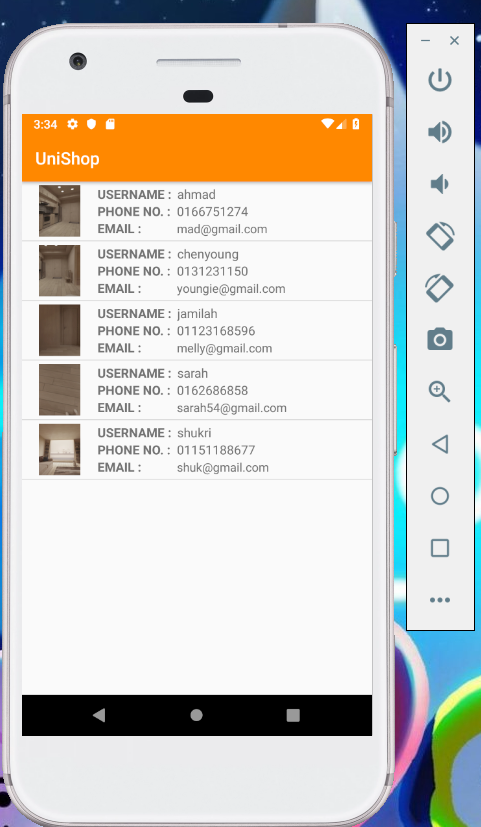 3:34
UniShop
USERNAME : ahmad
PHONE NO. : 0166751274
EMAIL : mad@gmail.com
USERNAME : chenyoung
PHONE NO. : 0131231150
EMAIL : youngie@gmail.com
USERNAME : jamilah
PHONE NO. : 01123168596
EMAIL : melly@gmail.com
USERNAME : sarah
PHONE NO. : 0162686858
EMAIL : sarah54@gmail.com
USERNAME : shukri
PHONE NO. : 01151188677
EMAIL : shuk@gmail.com